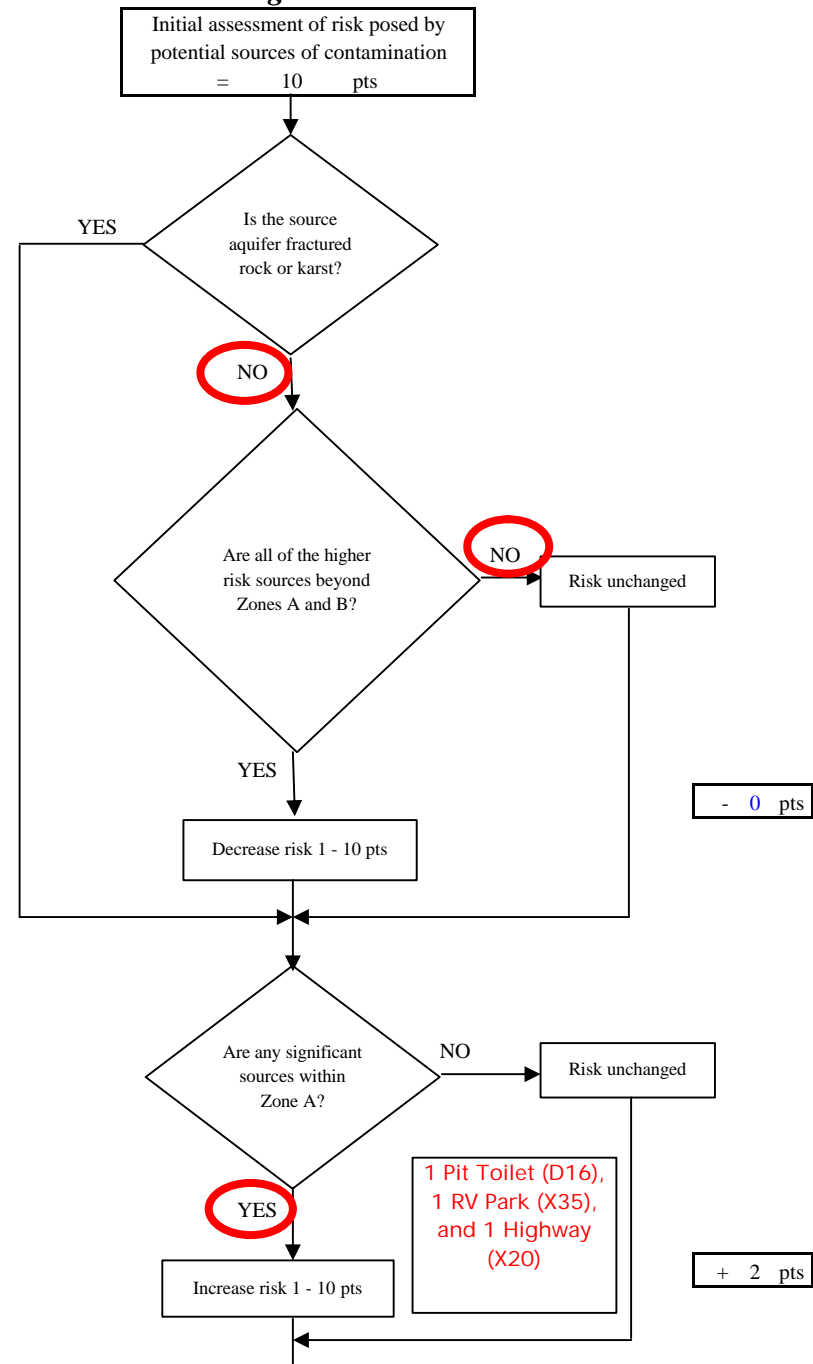 Initial assessment of risk posed by
potential sources of contamination
= 10 pts
YES
Is the source
aquifer fractured
rock or karst?
NO
Are all of the higher
risk sources beyond
Zones A and B?
NO
Risk unchanged
YES
- 0 pts
Decrease risk 1 - 10 pts
Are any significant
sources within
Zone A?
NO
Risk unchanged
1 Pit Toilet (D16),
1 RV Park (X35),
and 1 Highway
(X20)
YES
+ 2 pts
Increase risk 1 - 10 pts